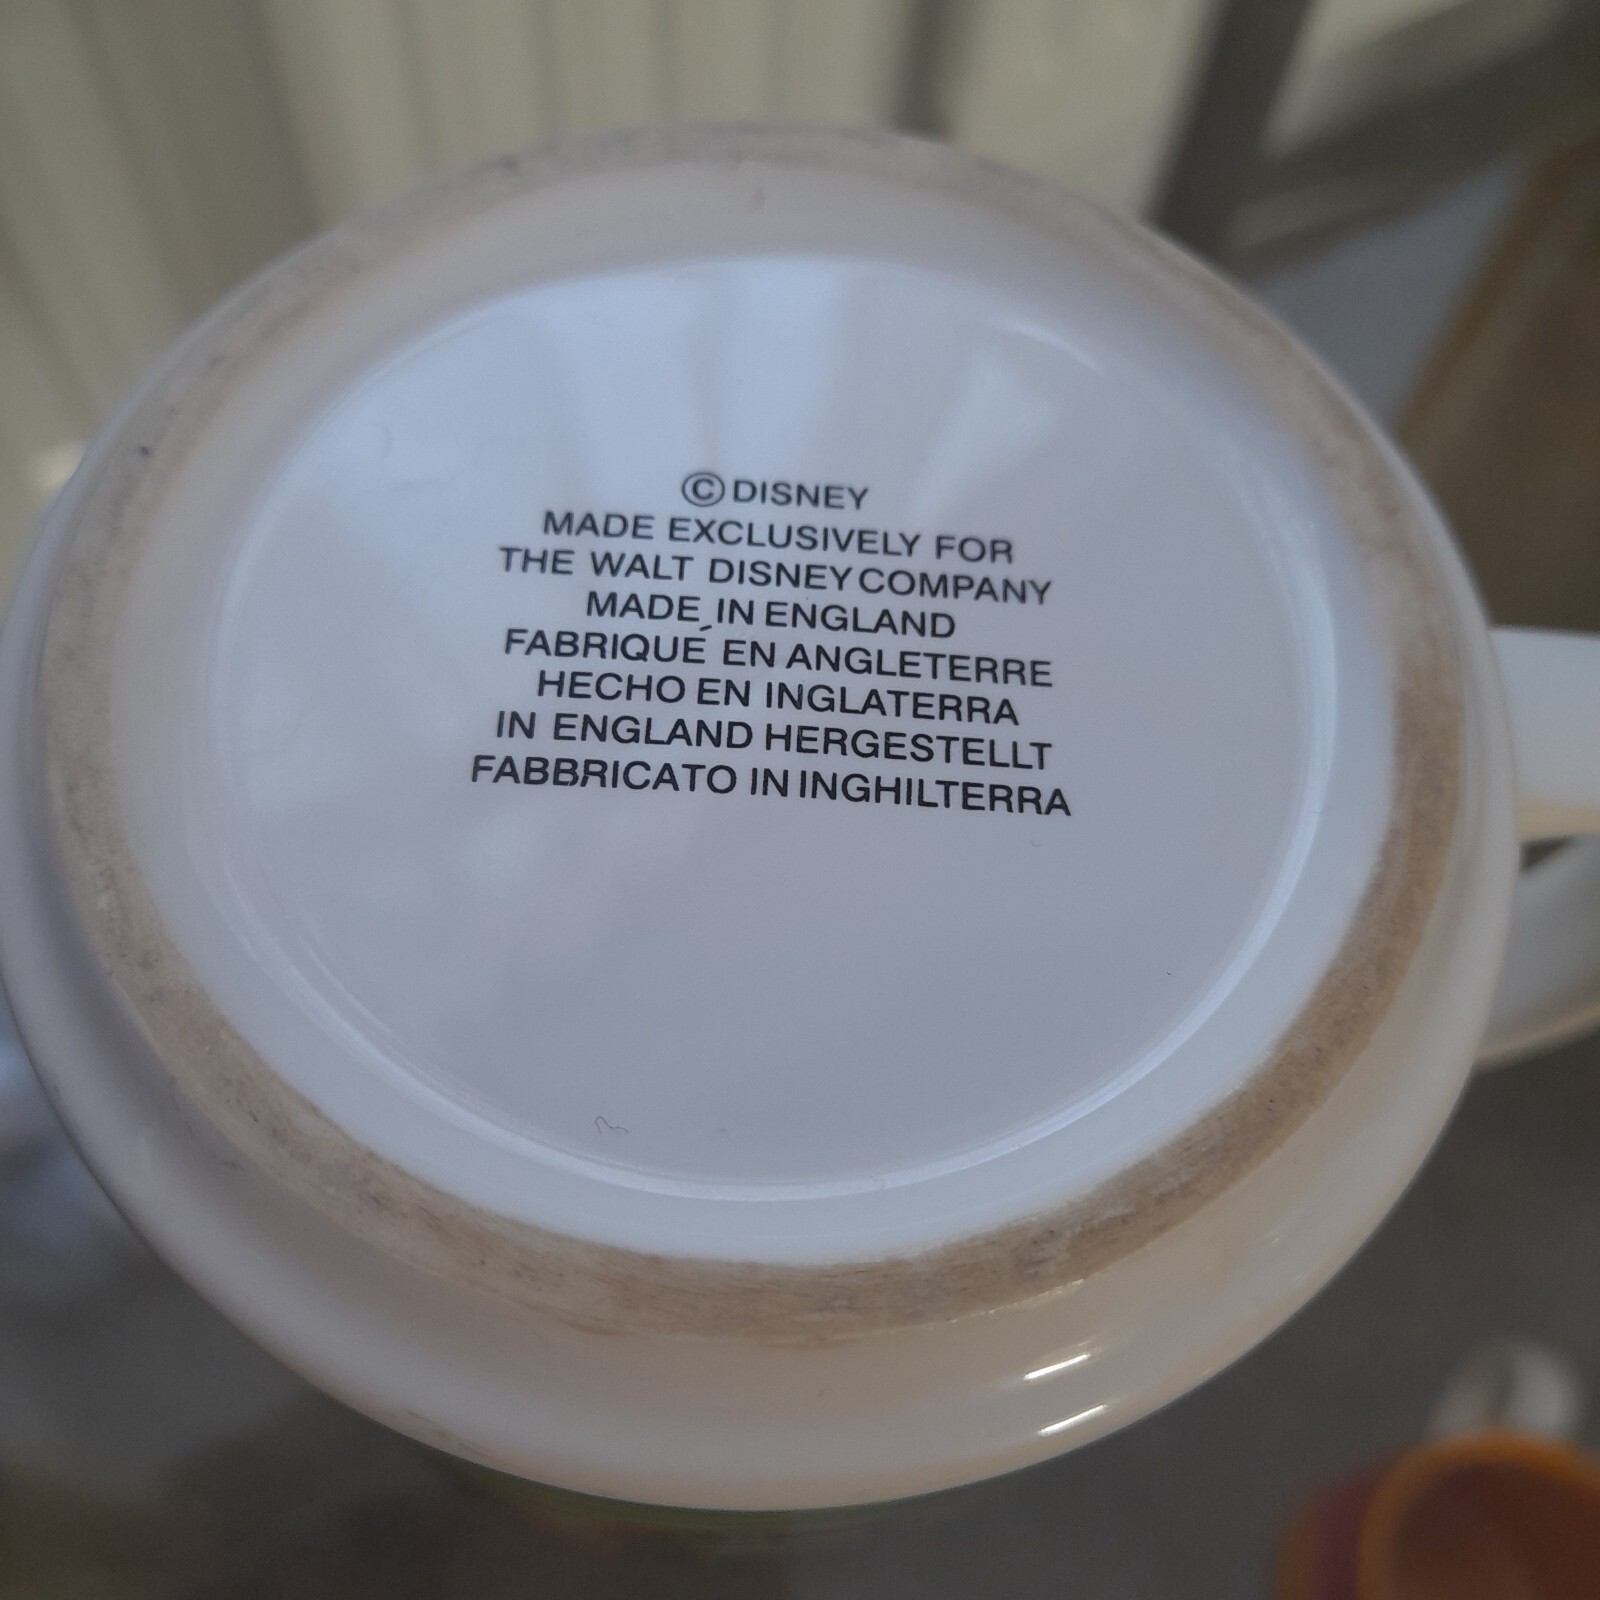 ©DISNEY
MADE EXCLUSIVELY FOR
THE WALT DISNEY COMPANY
MADE IN ENGLAND
FABRIQUÉ EN ANGLETERRE
HECHO EN INGLATERRA
IN ENGLAND HERGESTELLT
FABBRICATO IN INGHILTERRA